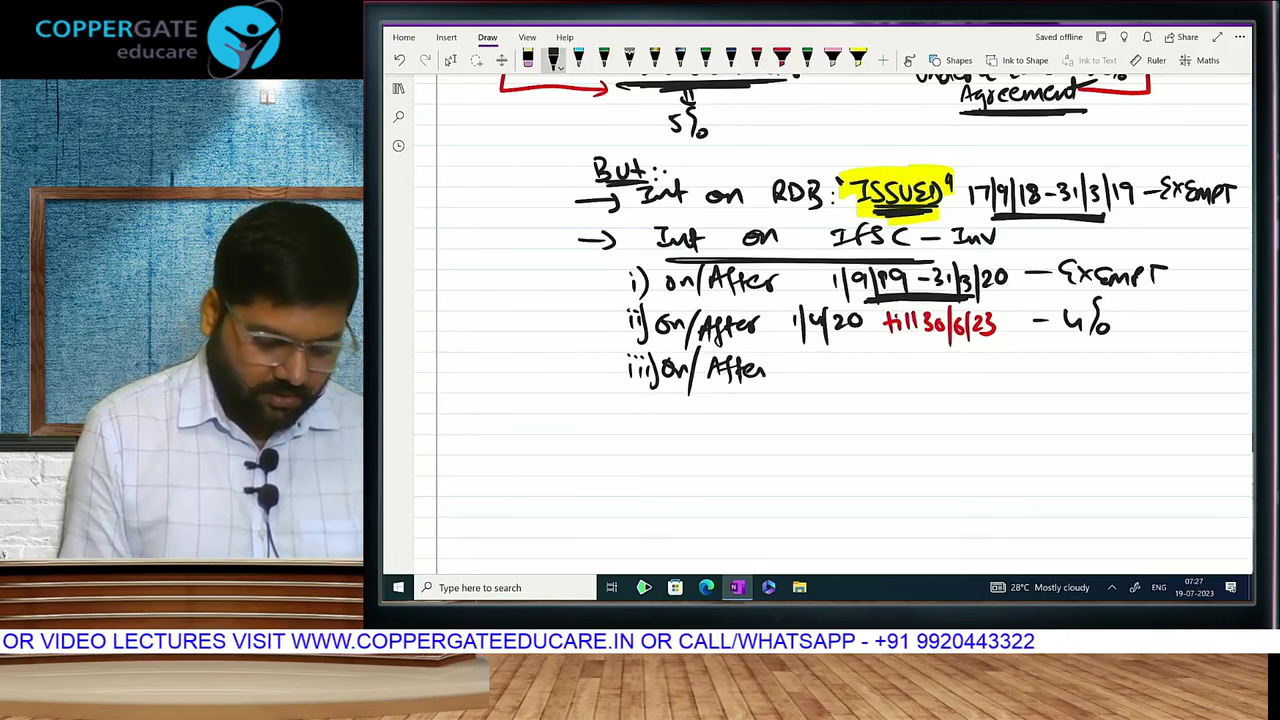 COPPERGATE
educare
Home Insert Draw View Help
Saved offline
Share
Shapes
Ink to Shape
Ink to Text
Ruler
Maths
Agreement
5%
But:
→ Int on RDB: "ISSUED" 17/9/18-31/3/19 - Exempt
→ Int on IFSC - Inv
i) on/After 1/9/19 - 31/3/20 - Exempt
ii) on/After 1/4/20 till 30/6/23 - 4%
iii) on/After
Type here to search
28°C Mostly cloudy
ENG
07:27
19-07-2023
OR VIDEO LECTURES VISIT WWW.COPPERGATEEDUCARE.IN OR CALL/WHATSAPP - +91 9920443322